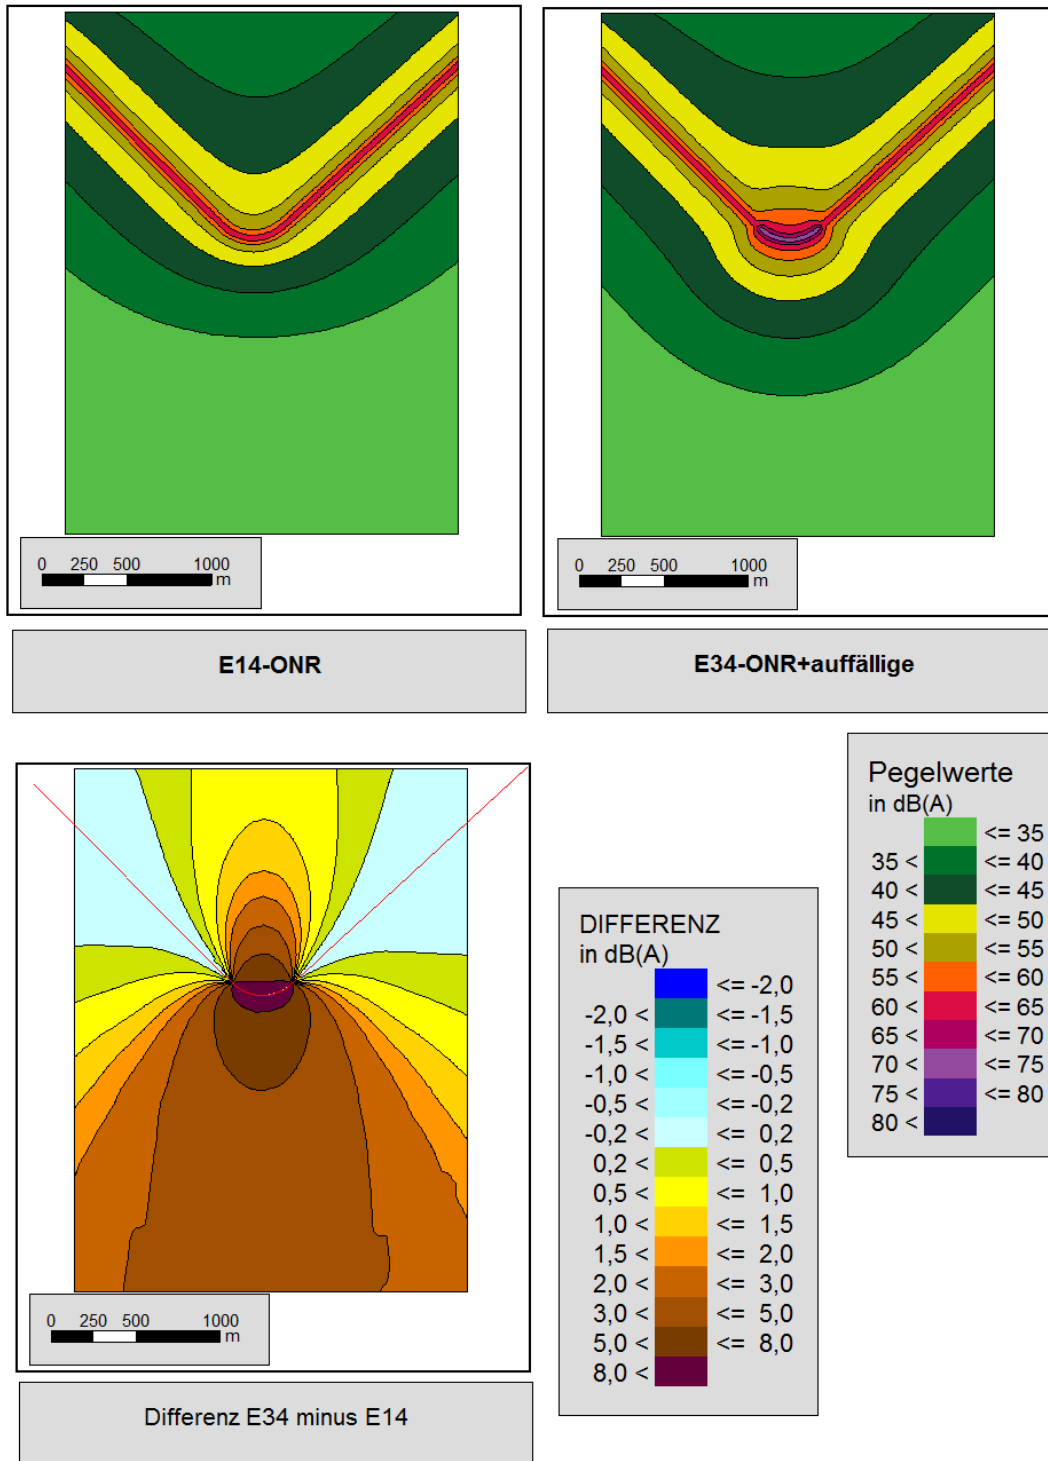 0 250 500 1000
m
E14-ONR
0 250 500 1000
m
E34-ONR+auffällige
0 250 500 1000
m
Differenz E34 minus E14
DIFFERENZ
in dB(A)
<= -2,0
-2,0 < <= -1,5
-1,5 < <= -1,0
-1,0 < <= -0,5
-0,5 < <= -0,2
-0,2 < <= 0,2
0,2 < <= 0,5
0,5 < <= 1,0
1,0 < <= 1,5
1,5 < <= 2,0
2,0 < <= 3,0
3,0 < <= 5,0
5,0 < <= 8,0
8,0 <
Pegelwerte
in dB(A)
<= 35
35 < <= 40
40 < <= 45
45 < <= 50
50 < <= 55
55 < <= 60
60 < <= 65
65 < <= 70
70 < <= 75
75 < <= 80
80 <